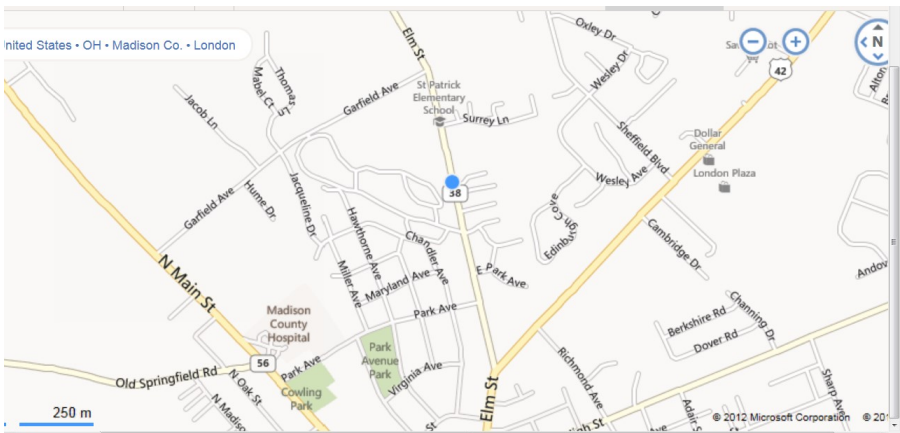 United States • OH • Madison Co. • London
Elm St
Oxley Dr
N
42
Wesley Dr
Thomas Ln
Mabel Ct
Jacob Ln
Garfield Ave
St Patrick
Elementary
School
Surrey Ln
Sheffield Blvd
Dollar
General
London Plaza
Wesley Ave
38
Garfield Ave
Hume Dr
Jacqueline Dr
Hawthorne Ave
Chandler Ave
Edinburgh Cove
Cambridge Dr
N Main St
Miller Ave
Maryland Ave
E Park Ave
Park Ave
Madison
County
Hospital
Berkshire Rd
Channing Dr
Dover Rd
56
Park Ave
Park
Avenue
Park
Virginia Ave
Richmond Ave
Old Springfield Rd
N Oak St
Cowling
Park
Elm St
Sharp Ave
250 m
© 2012 Microsoft Corporation